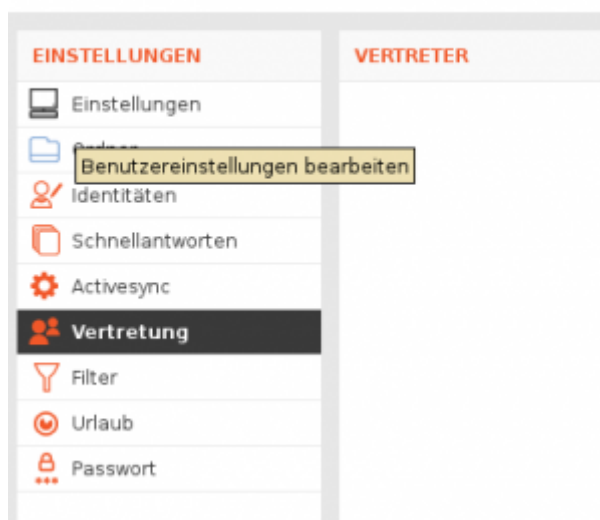 EINSTELLUNGEN
VERTRETER
Einstellungen
Benutzereinstellungen bearbeiten
Identitäten
Schnellantworten
Activesync
Vertretung
Filter
Urlaub
Passwort